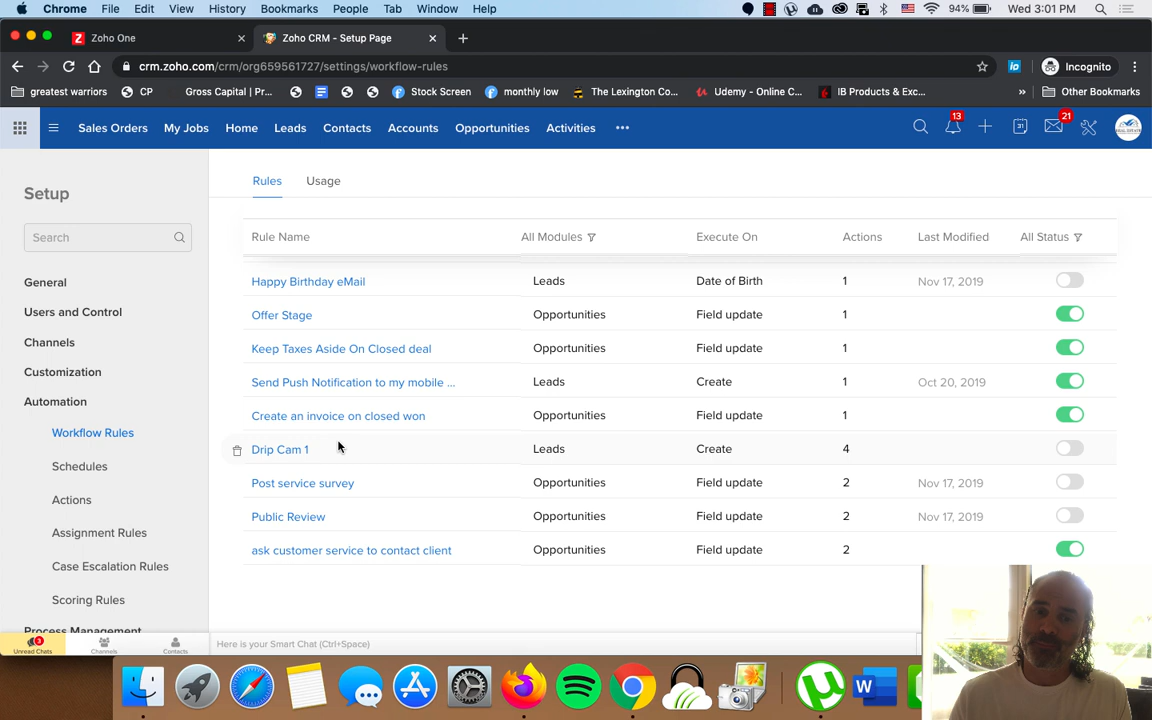 Chrome File Edit View History Bookmarks People Tab Window Help 94% Wed 3:01 PM
Z Zoho One Zoho CRM - Setup Page
crm.zoho.com/crm/org659561727/settings/workflow-rules Incognito
greatest warriors CP Gross Capital | Pr... Stock Screen monthly low The Lexington Co... Udemy - Online C... IB Products & Exc... » Other Bookmarks
Sales Orders My Jobs Home Leads Contacts Accounts Opportunities Activities ••• 13 31 21
Rules Usage
Setup
Search
Rule Name All Modules Execute On Actions Last Modified All Status
Happy Birthday eMail Leads Date of Birth 1 Nov 17, 2019
Offer Stage Opportunities Field update 1
Keep Taxes Aside On Closed deal Opportunities Field update 1
Send Push Notification to my mobile ... Leads Create 1 Oct 20, 2019
Create an invoice on closed won Opportunities Field update 1
Drip Cam 1 Leads Create 4
Post service survey Opportunities Field update 2 Nov 17, 2019
Public Review Opportunities Field update 2 Nov 17, 2019
ask customer service to contact client Opportunities Field update 2
General
Users and Control
Channels
Customization
Automation
Workflow Rules
Schedules
Actions
Assignment Rules
Case Escalation Rules
Scoring Rules
Process Management
3
Unread Chats Channels Contacts Here is your Smart Chat (Ctrl+Space)
W